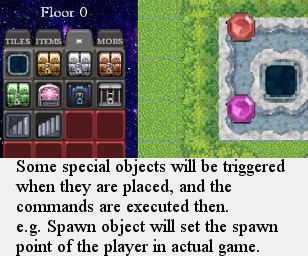 Floor 0
TILES ITEMS * MOBS
Some special objects will be triggered
when they are placed, and the
commands are executed then.
e.g. Spawn object will set the spawn
point of the player in actual game.